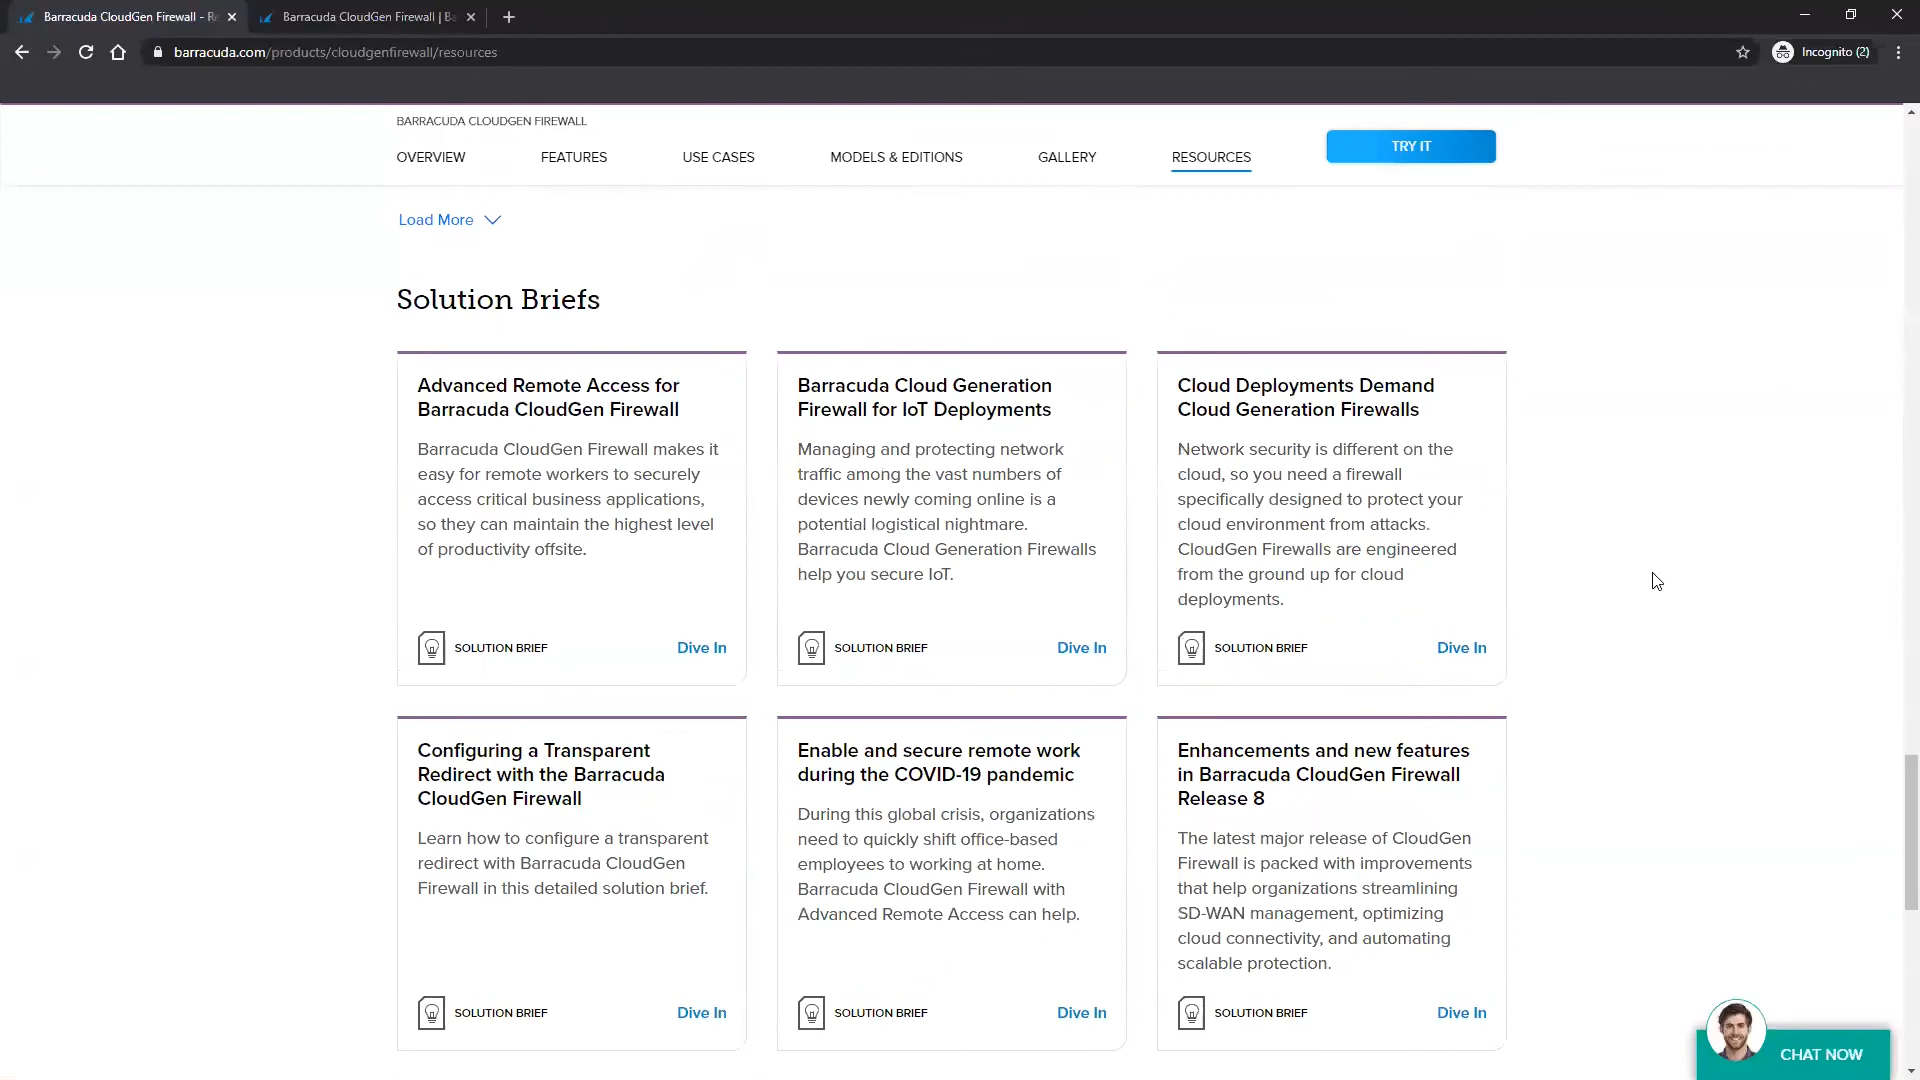 Barracuda CloudGen Firewall - Re
Barracuda CloudGen Firewall | Ba
barracuda.com/products/cloudgenfirewall/resources
Incognito (2)
BARRACUDA CLOUDGEN FIREWALL
OVERVIEW
FEATURES
USE CASES
MODELS & EDITIONS
GALLERY
RESOURCES
TRY IT
Load More
Solution Briefs
Advanced Remote Access for
Barracuda CloudGen Firewall
Barracuda CloudGen Firewall makes it
easy for remote workers to securely
access critical business applications,
so they can maintain the highest level
of productivity offsite.
SOLUTION BRIEF
Dive In
Barracuda Cloud Generation
Firewall for IoT Deployments
Managing and protecting network
traffic among the vast numbers of
devices newly coming online is a
potential logistical nightmare.
Barracuda Cloud Generation Firewalls
help you secure IoT.
SOLUTION BRIEF
Dive In
Cloud Deployments Demand
Cloud Generation Firewalls
Network security is different on the
cloud, so you need a firewall
specifically designed to protect your
cloud environment from attacks.
CloudGen Firewalls are engineered
from the ground up for cloud
deployments.
SOLUTION BRIEF
Dive In
Configuring a Transparent
Redirect with the Barracuda
CloudGen Firewall
Learn how to configure a transparent
redirect with Barracuda CloudGen
Firewall in this detailed solution brief.
SOLUTION BRIEF
Dive In
Enable and secure remote work
during the COVID-19 pandemic
During this global crisis, organizations
need to quickly shift office-based
employees to working at home.
Barracuda CloudGen Firewall with
Advanced Remote Access can help.
SOLUTION BRIEF
Dive In
Enhancements and new features
in Barracuda CloudGen Firewall
Release 8
The latest major release of CloudGen
Firewall is packed with improvements
that help organizations streamlining
SD-WAN management, optimizing
cloud connectivity, and automating
scalable protection.
SOLUTION BRIEF
Dive In
CHAT NOW